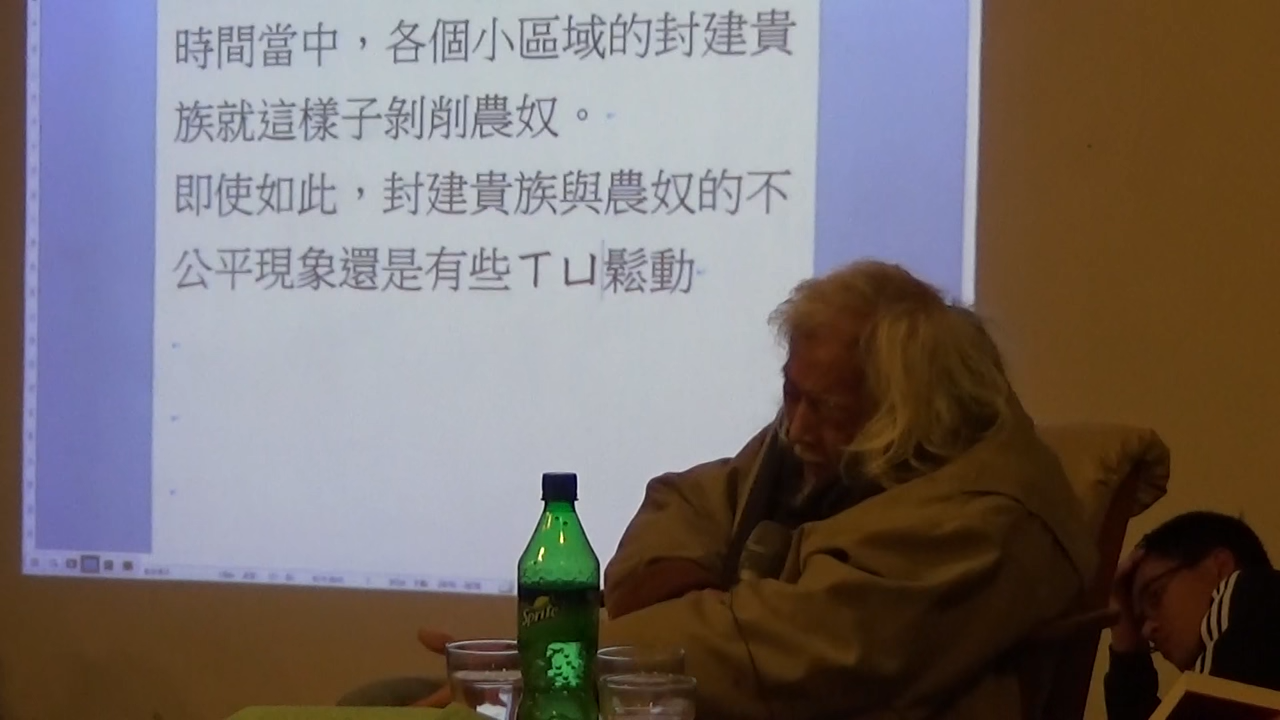 時間當中，各個小區域的封建貴
族就這樣子剝削農奴。
即使如此，封建貴族與農奴的不
公平現象還是有些ㄒㄩ鬆動
Sprite